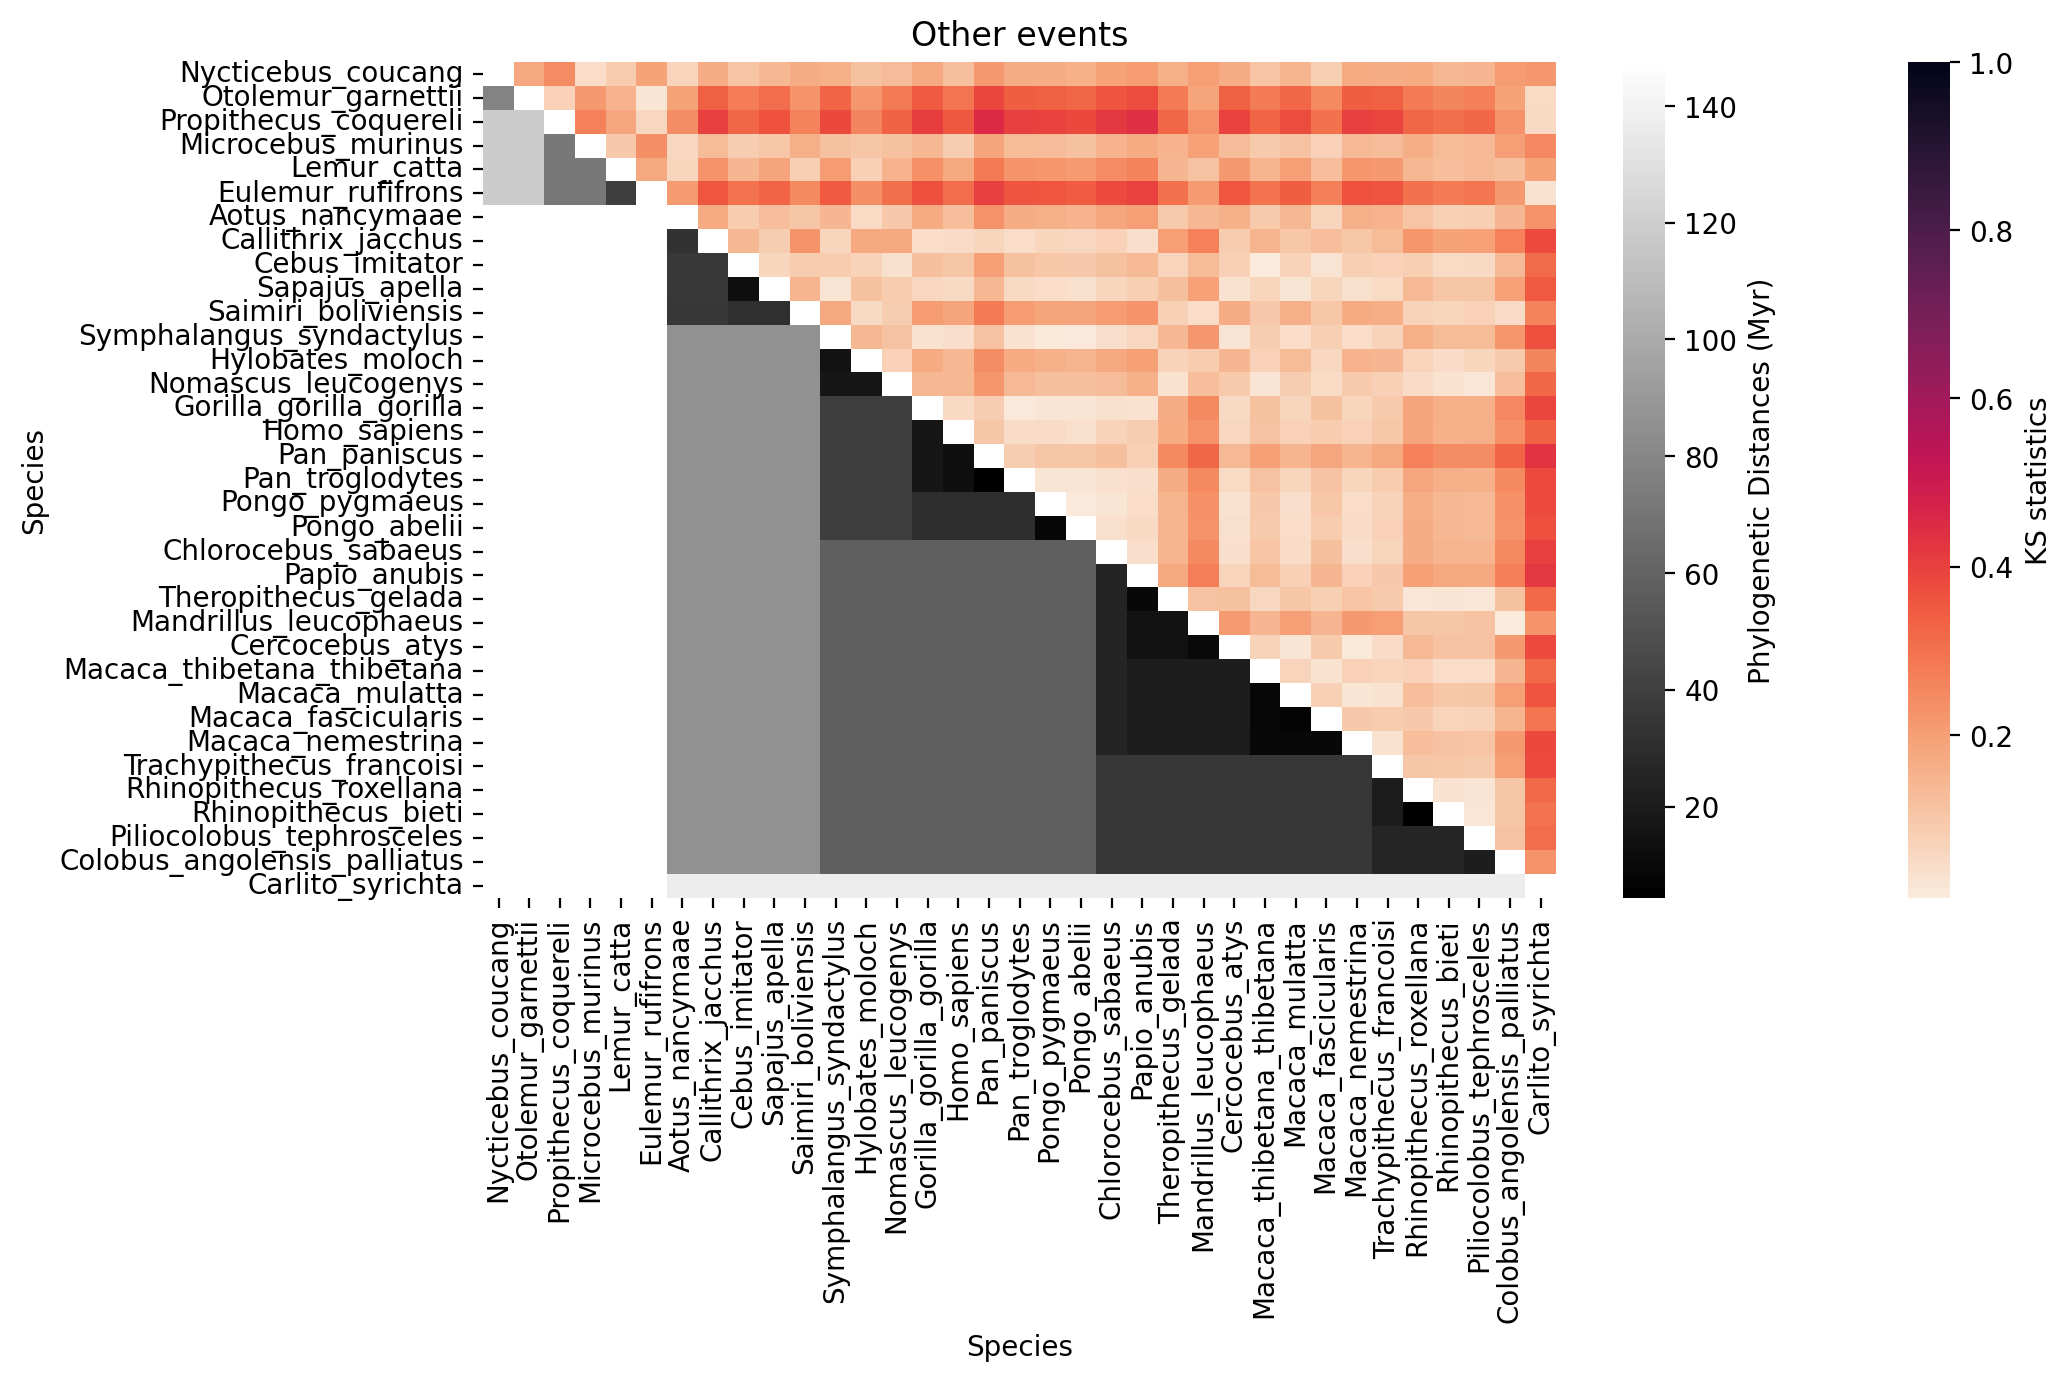 Other events
Species
Nycticebus_coucang
Otolemur_garnettii
Propithecus_coquereli
Microcebus_murinus
Lemur_catta
Eulemur_rufifrons
Aotus_nancymaae
Callithrix_jacchus
Cebus_imitator
Sapajus_apella
Saimiri_boliviensis
Symphalangus_syndactylus
Hylobates_moloch
Nomascus_leucogenys
Gorilla_gorilla_gorilla
Homo_sapiens
Pan_paniscus
Pan_troglodytes
Pongo_pygmaeus
Pongo_abelii
Chlorocebus_sabaeus
Papio_anubis
Theropithecus_gelada
Mandrillus_leucophaeus
Cercocebus_atys
Macaca_thibetana_thibetana
Macaca_mulatta
Macaca_fascicularis
Macaca_nemestrina
Trachypithecus_francoisi
Rhinopithecus_roxellana
Rhinopithecus_bieti
Piliocolobus_tephrosceles
Colobus_angolensis_palliatus
Carlito_syrichta
Nycticebus_coucang
Otolemur_garnettii
Propithecus_coquereli
Microcebus_murinus
Lemur_catta
Eulemur_rufifrons
Aotus_nancymaae
Callithrix_jacchus
Cebus_imitator
Sapajus_apella
Saimiri_boliviensis
Symphalangus_syndactylus
Hylobates_moloch
Nomascus_leucogenys
Gorilla_gorilla_gorilla
Homo_sapiens
Pan_paniscus
Pan_troglodytes
Pongo_pygmaeus
Pongo_abelii
Chlorocebus_sabaeus
Papio_anubis
Theropithecus_gelada
Mandrillus_leucophaeus
Cercocebus_atys
Macaca_thibetana_thibetana
Macaca_mulatta
Macaca_fascicularis
Macaca_nemestrina
Trachypithecus_francoisi
Rhinopithecus_roxellana
Rhinopithecus_bieti
Piliocolobus_tephrosceles
Colobus_angolensis_palliatus
Carlito_syrichta
Species
140
120
100
80
60
40
20
Phylogenetic Distances (Myr)
1.0
0.8
0.6
0.4
0.2
KS statistics